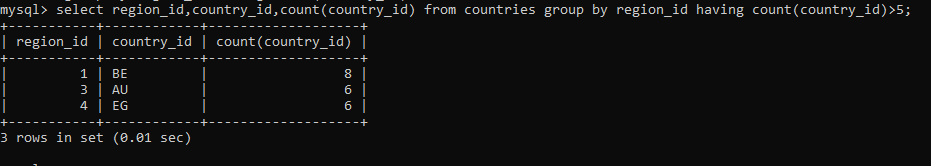 mysql> select region_id,country_id,count(country_id) from countries group by region_id having count(country_id)>5;
+-----------+------------+-------------------+
| region_id | country_id | count(country_id) |
+-----------+------------+-------------------+
|         1 | BE         |                 8 |
|         3 | AU         |                 6 |
|         4 | EG         |                 6 |
+-----------+------------+-------------------+
3 rows in set (0.01 sec)